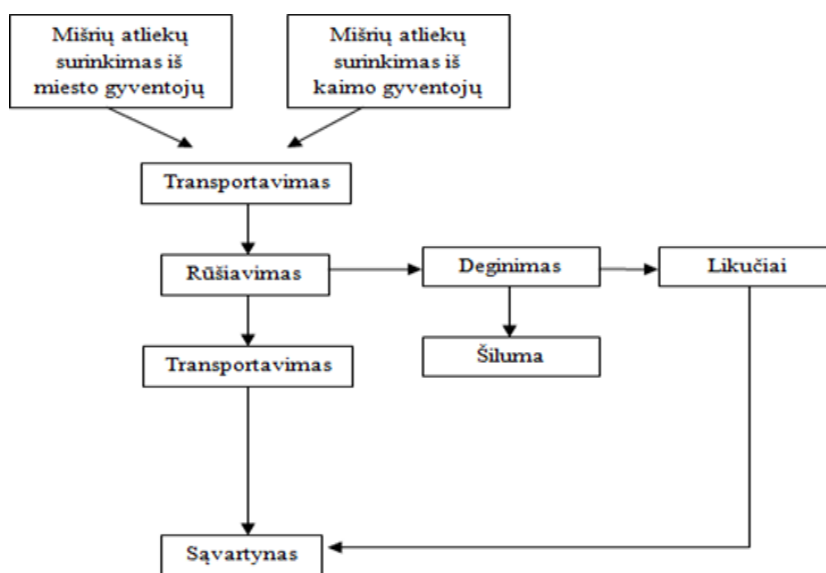 Mišrių atliekų
surinkimas iš
miesto gyventojų
Mišrių atliekų
surinkimas iš
kaimo gyventojų
Transportavimas
Rūšiavimas
Deginimas
Likučiai
Transportavimas
Šiluma
Sąvartynas